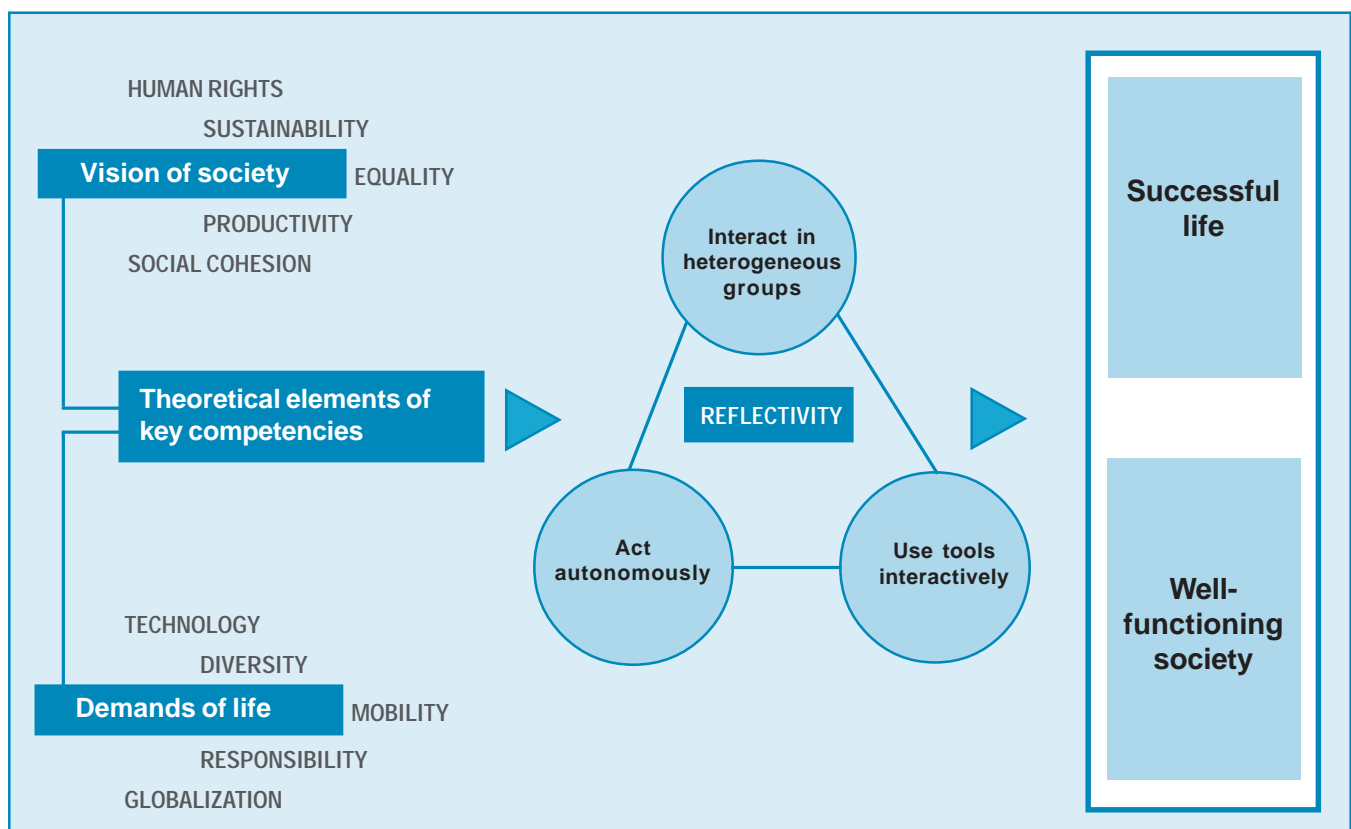 HUMAN RIGHTS
SUSTAINABILITY
Vision of society
EQUALITY
PRODUCTIVITY
SOCIAL COHESION
Theoretical elements of
key competencies
TECHNOLOGY
DIVERSITY
Demands of life
MOBILITY
RESPONSIBILITY
GLOBALIZATION
Interact in
heterogeneous
groups
REFLECTIVITY
Act
autonomously
Use tools
interactively
Successful
life
Well-
functioning
society